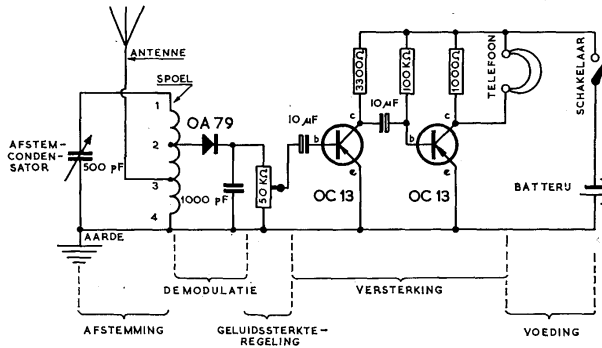 ANTENNE
SPOEL
1
OA 79
2
AFSTEM-
CONDEN-
SATOR
500 pF
3
1000 pF
4
AARDE
50 KΩ
10 µF
b
c
e
OC 13
3300Ω
10 µF
100 KΩ
b
c
e
OC 13
1000Ω
TELEFOON
SCHAKELAAR
BATTERIJ
DEMODULATIE
VERSTERKING
AFSTEMMING
GELUIDSSTERKTE-
REGELING
VOEDING